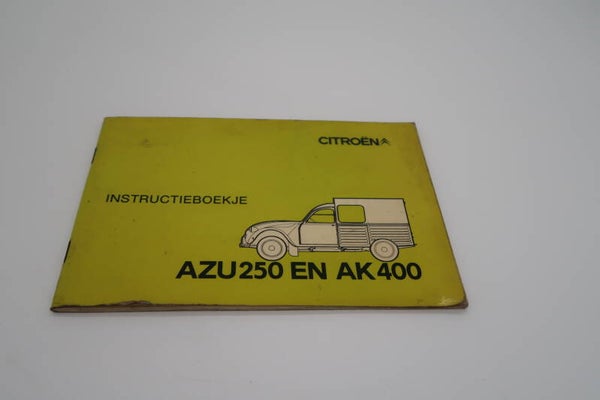 CITROËN
INSTRUCTIEBOEKJE
AZU250 EN AK400